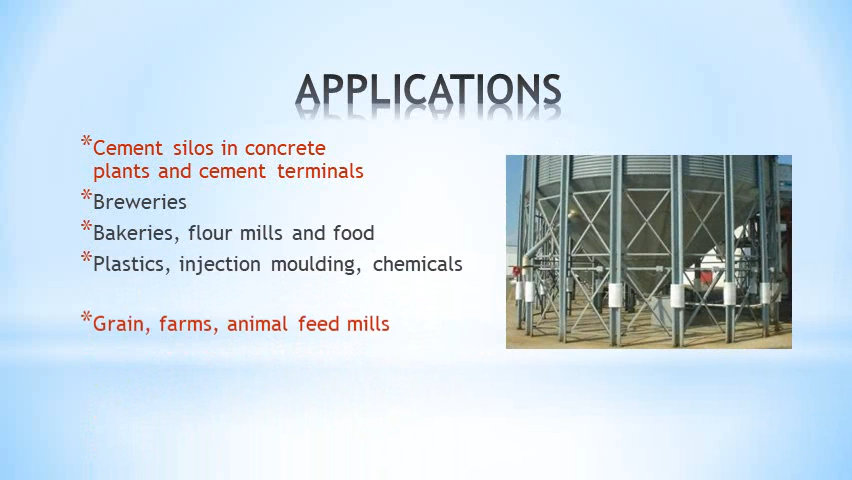 APPLICATIONS
*Cement silos in concrete
plants and cement terminals
*Breweries
*Bakeries, flour mills and food
*Plastics, injection moulding, chemicals
*Grain, farms, animal feed mills